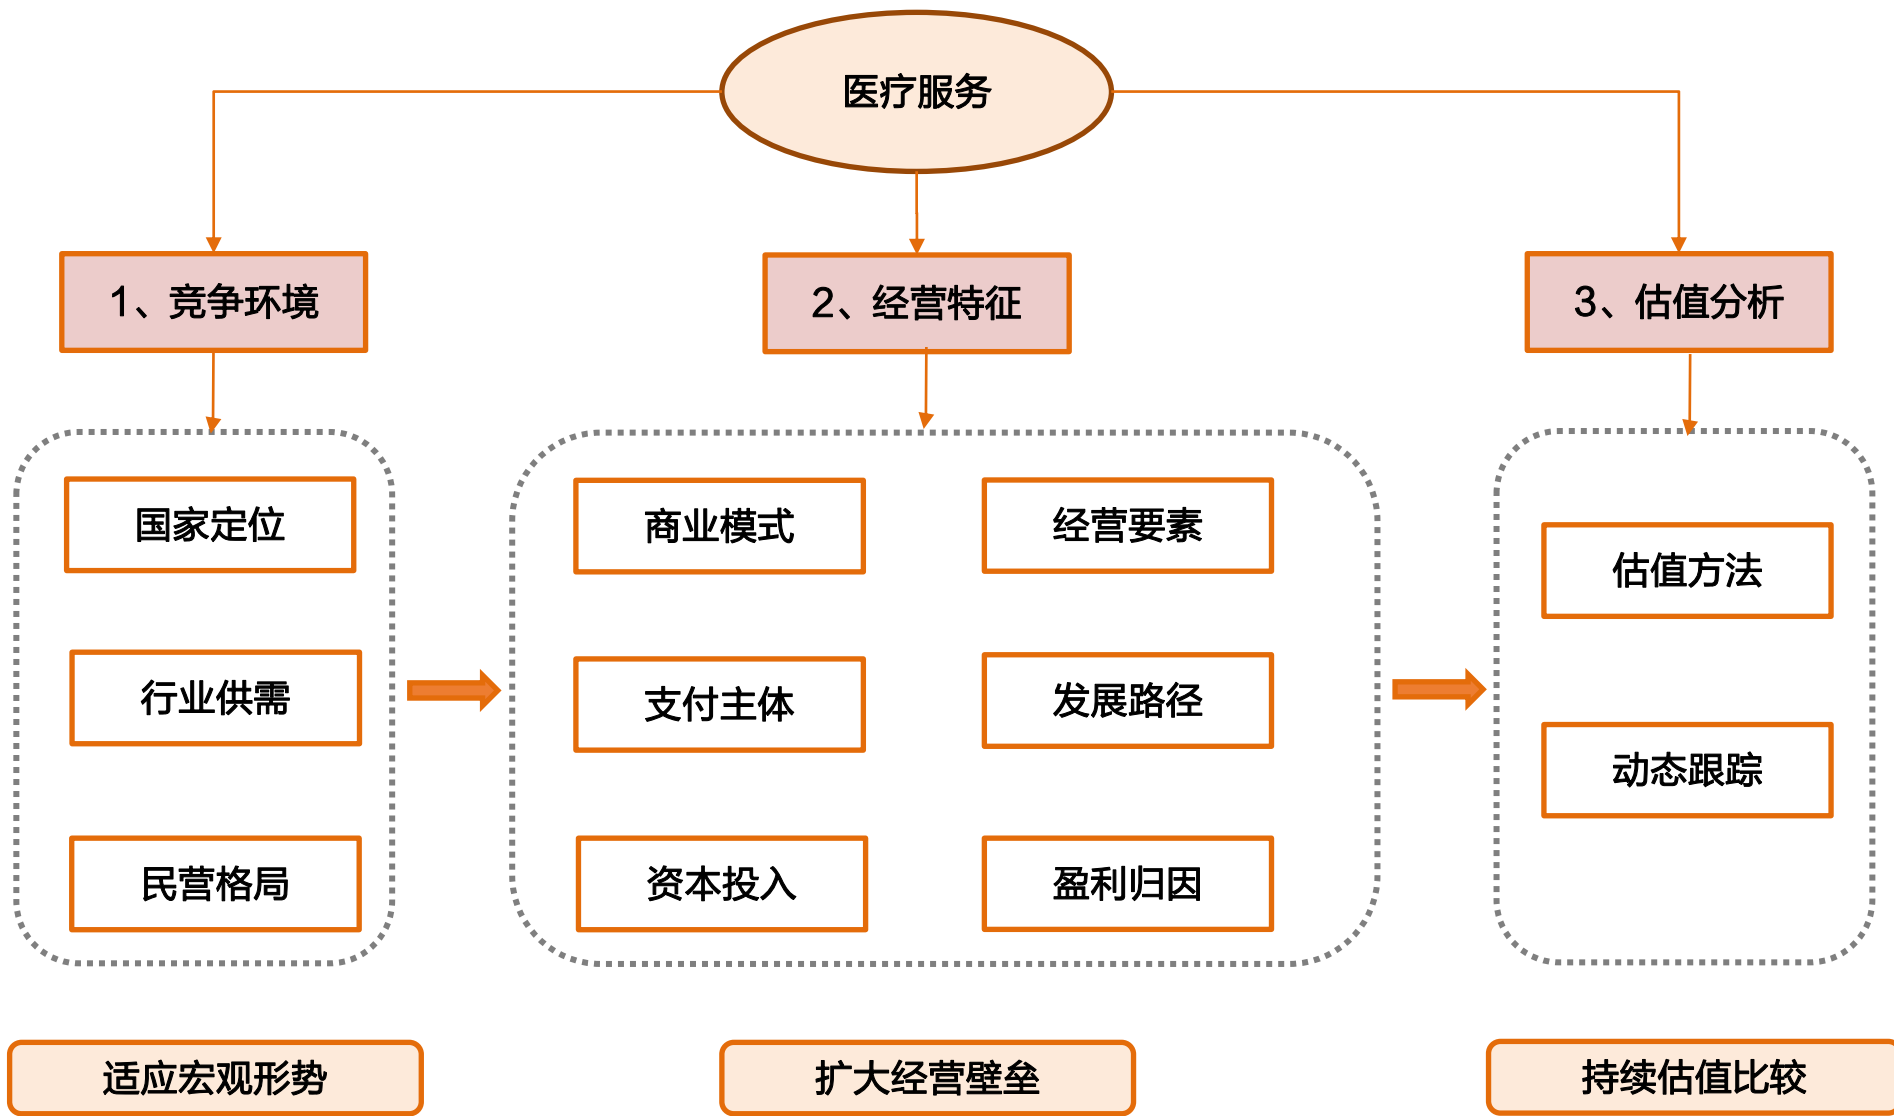 医疗服务
1、竞争环境
2、经营特征
3、估值分析
国家定位
行业供需
民营格局
商业模式
经营要素
支付主体
发展路径
资本投入
盈利归因
估值方法
动态跟踪
适应宏观形势
扩大经营壁垒
持续估值比较